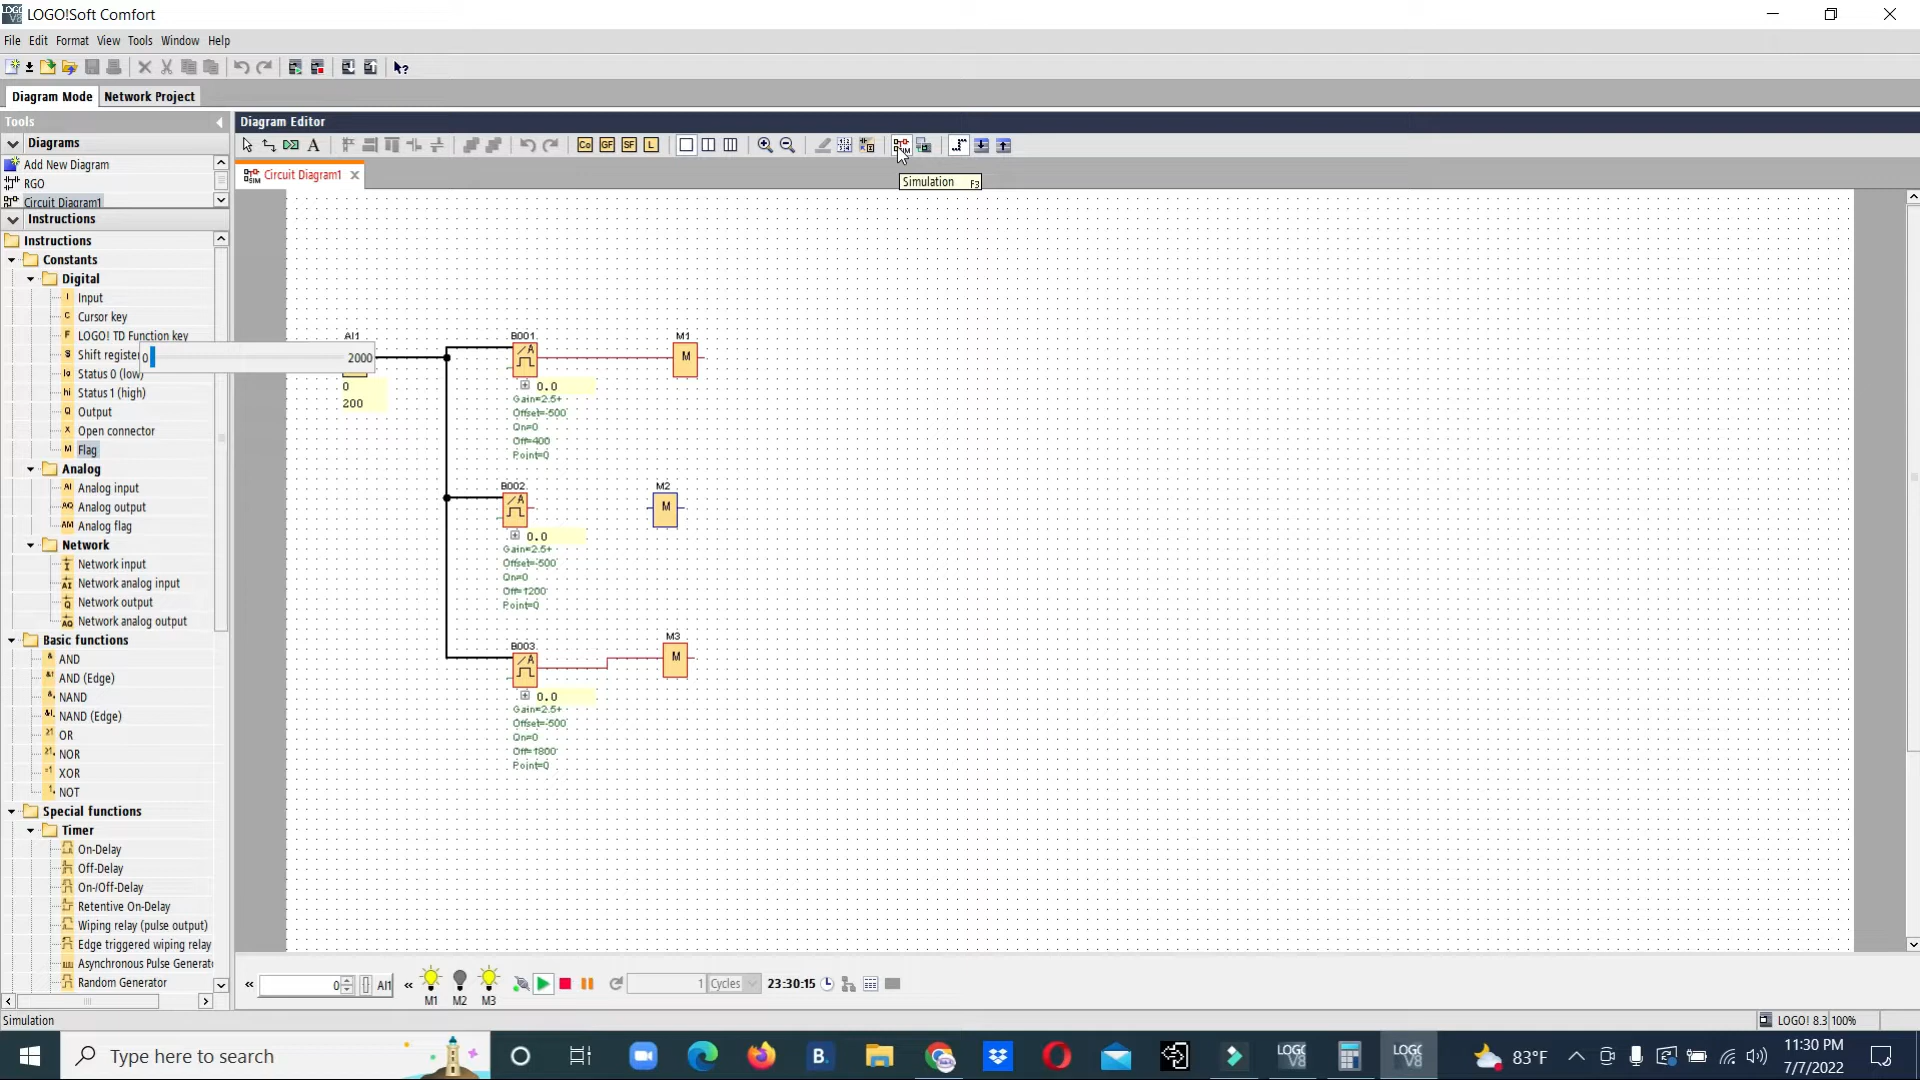 LOGO!Soft Comfort
File Edit Format View Tools Window Help
Diagram Mode Network Project
Tools
Diagram Editor
Diagrams
Add New Diagram
RGO
Circuit Diagram1
Circuit Diagram1
Simulation F3
Instructions
Instructions
Constants
Digital
Input
Cursor key
LOGO! TD Function key
Shift register
Status 0 (low)
Status 1 (high)
Output
Open connector
Flag
Analog
Analog input
Analog output
Analog flag
Network
Network input
Network analog input
Network output
Network analog output
Basic functions
AND
AND (Edge)
NAND
NAND (Edge)
OR
NOR
XOR
NOT
Special functions
Timer
On-Delay
Off-Delay
On-/Off-Delay
Retentive On-Delay
Wiping relay (pulse output)
Edge triggered wiping relay
Asynchronous Pulse Generat
Random Generator
AI1
0 2000
0
200
B001
M1
M
0.0
Gain=2.5+
Offset=-500
On=0
Off=400
Point=0
B002
M2
M
0.0
Gain=2.5+
Offset=-500
On=0
Off=1200
Point=0
B003
M3
M
0.0
Gain=2.5+
Offset=-500
On=0
Off=1800
Point=0
0 AI1 M1 M2 M3 1 Cycles 23:30:15
Simulation
LOGO! 8.3 100%
Type here to search
83°F
11:30 PM
7/7/2022